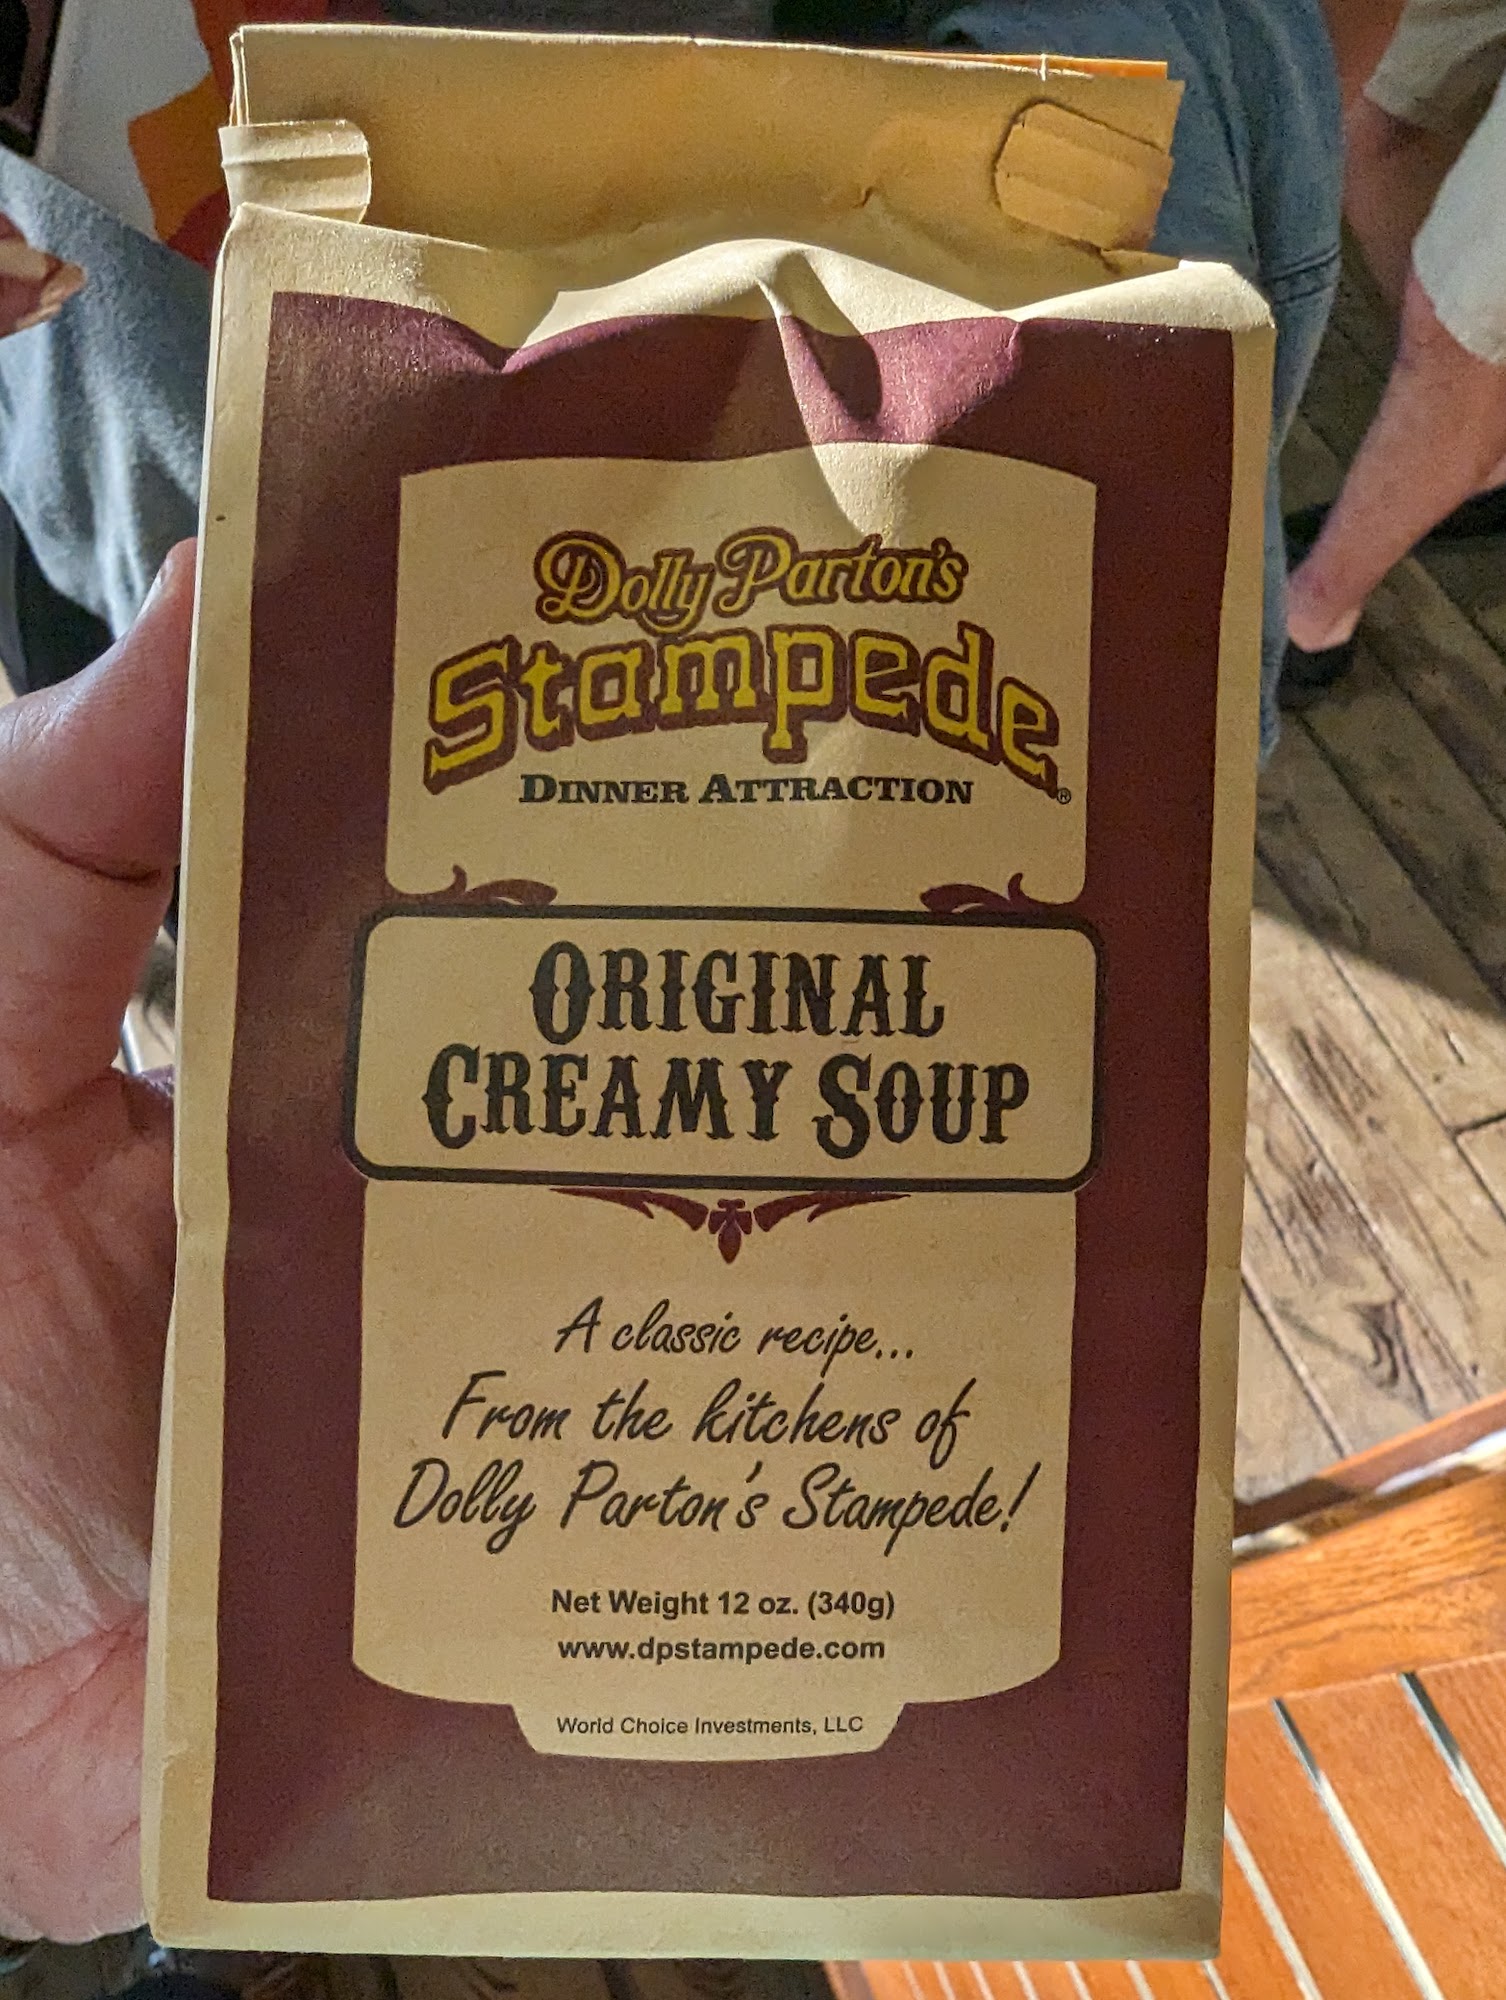 Dolly Parton's
Stampede®
DINNER ATTRACTION
ORIGINAL
CREAMY SOUP
A classic recipe...
From the kitchens of
Dolly Parton's Stampede!
Net Weight 12 oz. (340g)
www.dpstampede.com
World Choice Investments, LLC